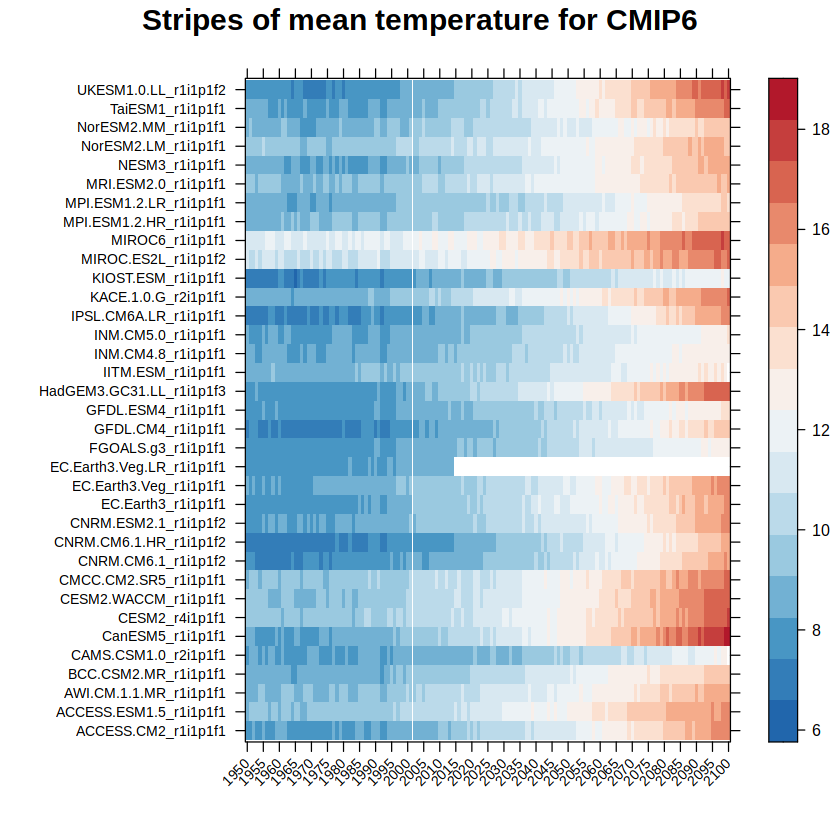 Stripes of mean temperature for CMIP6
UKESM1.0.LL_r1i1p1f2
TaiESM1_r1i1p1f1
NorESM2.MM_r1i1p1f1
NorESM2.LM_r1i1p1f1
NESM3_r1i1p1f1
MRI.ESM2.0_r1i1p1f1
MPI.ESM1.2.LR_r1i1p1f1
MPI.ESM1.2.HR_r1i1p1f1
MIROC6_r1i1p1f1
MIROC.ES2L_r1i1p1f2
KIOST.ESM_r1i1p1f1
KACE.1.0.G_r2i1p1f1
IPSL.CM6A.LR_r1i1p1f1
INM.CM5.0_r1i1p1f1
INM.CM4.8_r1i1p1f1
IITM.ESM_r1i1p1f1
HadGEM3.GC31.LL_r1i1p1f3
GFDL.ESM4_r1i1p1f1
GFDL.CM4_r1i1p1f1
FGOALS.g3_r1i1p1f1
EC.Earth3.Veg.LR_r1i1p1f1
EC.Earth3.Veg_r1i1p1f1
EC.Earth3_r1i1p1f1
CNRM.ESM2.1_r1i1p1f2
CNRM.CM6.1.HR_r1i1p1f2
CNRM.CM6.1_r1i1p1f2
CMCC.CM2.SR5_r1i1p1f1
CESM2.WACCM_r1i1p1f1
CESM2_r4i1p1f1
CanESM5_r1i1p1f1
CAMS.CSM1.0_r2i1p1f1
BCC.CSM2.MR_r1i1p1f1
AWI.CM.1.1.MR_r1i1p1f1
ACCESS.ESM1.5_r1i1p1f1
ACCESS.CM2_r1i1p1f1
1950 1955 1960 1965 1970 1975 1980 1985 1990 1995 2000 2005 2010 2015 2020 2025 2030 2035 2040 2045 2050 2055 2060 2065 2070 2075 2080 2085 2090 2095 2100
18
16
14
12
10
8
6